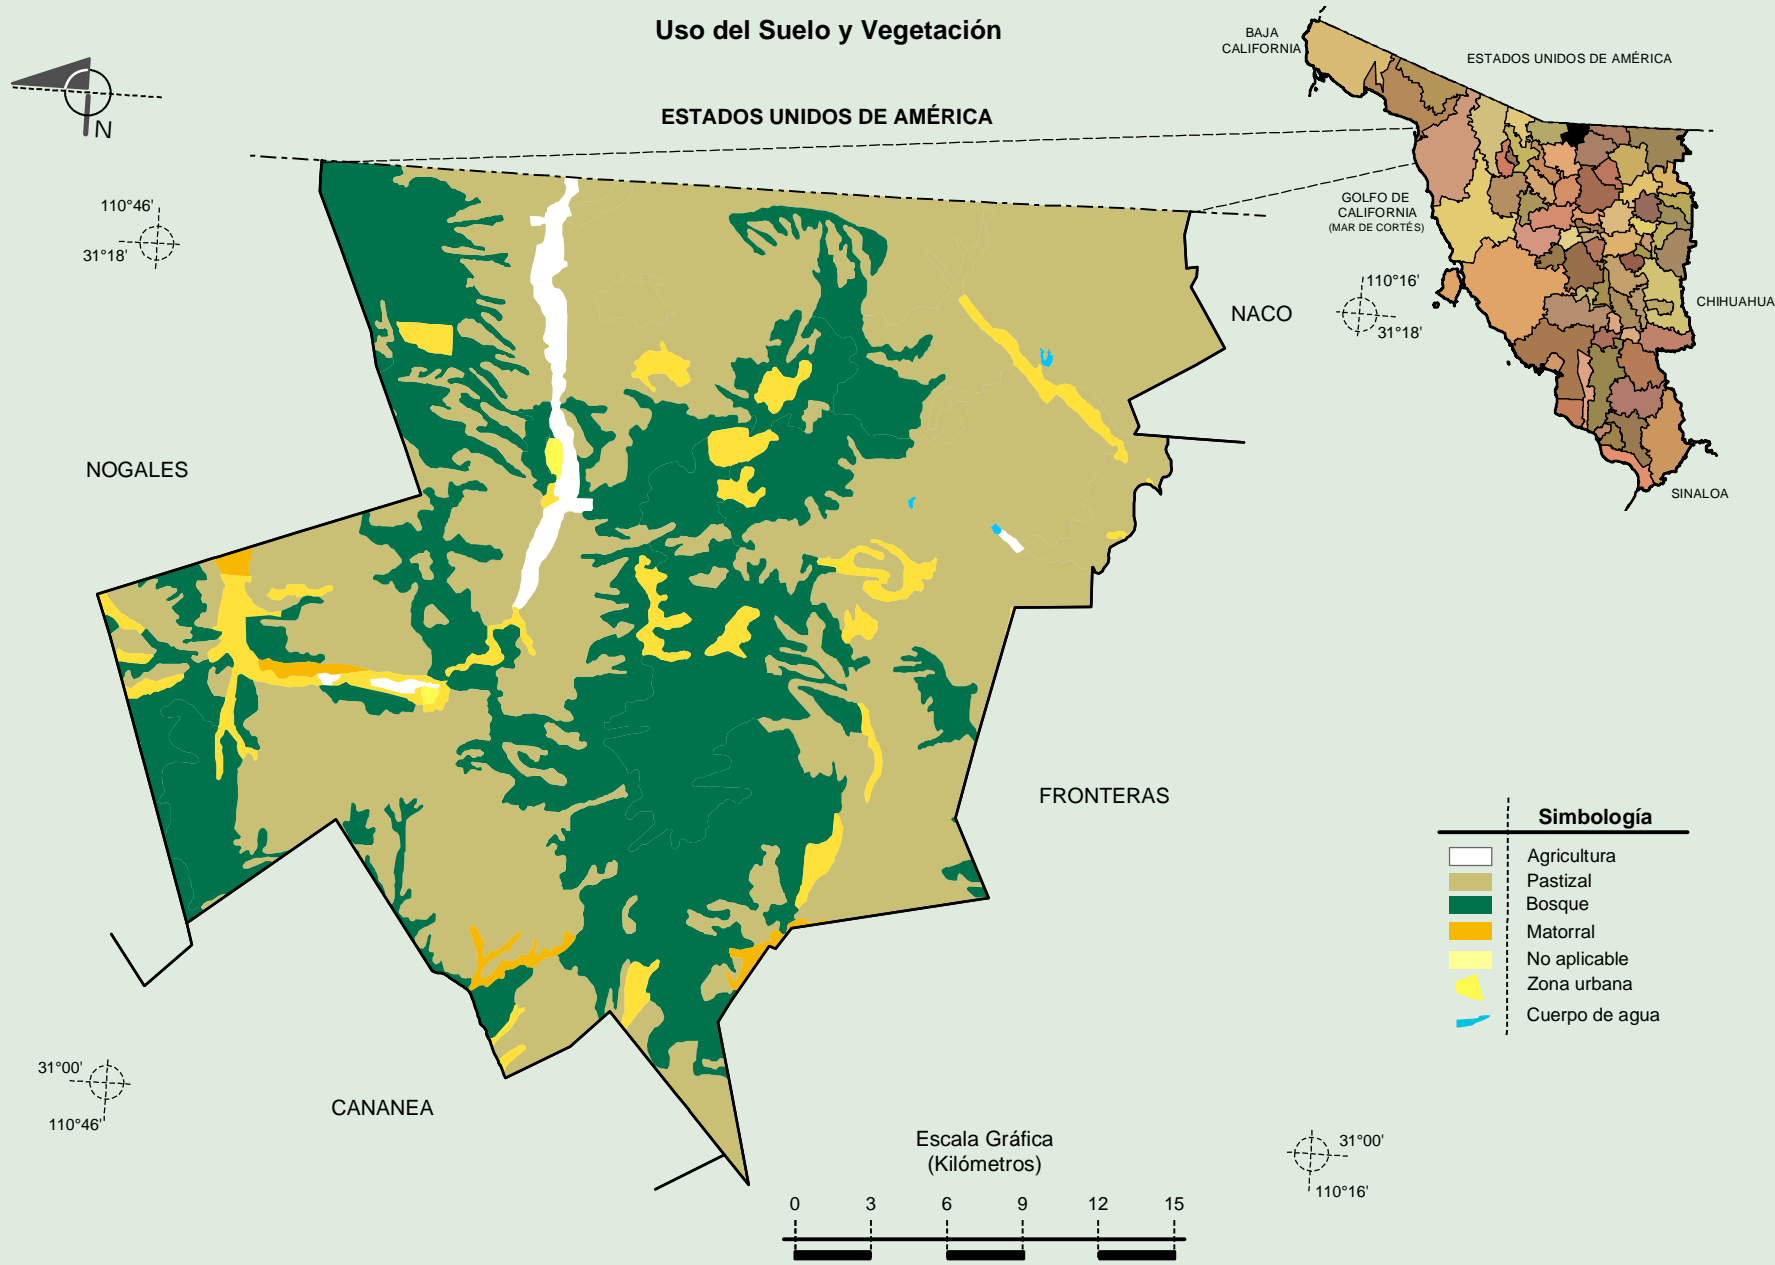 Uso del Suelo y Vegetación
ESTADOS UNIDOS DE AMÉRICA
N
110°46'
31°18'
BAJA
CALIFORNIA
ESTADOS UNIDOS DE AMÉRICA
GOLFO DE
CALIFORNIA
(MAR DE CORTÉS)
CHIHUAHUA
SINALOA
110°16'
31°18'
NACO
NOGALES
FRONTERAS
CANANEA
31°00'
110°46'
Simbología
Agricultura
Pastizal
Bosque
Matorral
No aplicable
Zona urbana
Cuerpo de agua
Escala Gráfica
(Kilómetros)
0 3 6 9 12 15
31°00'
110°16'